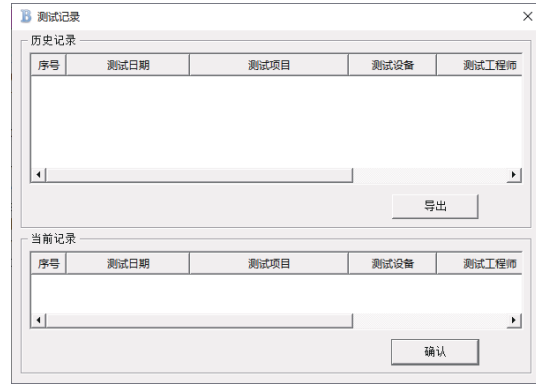 测试记录
历史记录
序号 测试日期 测试项目 测试设备 测试工程师
导出
当前记录
序号 测试日期 测试项目 测试设备 测试工程师
确认